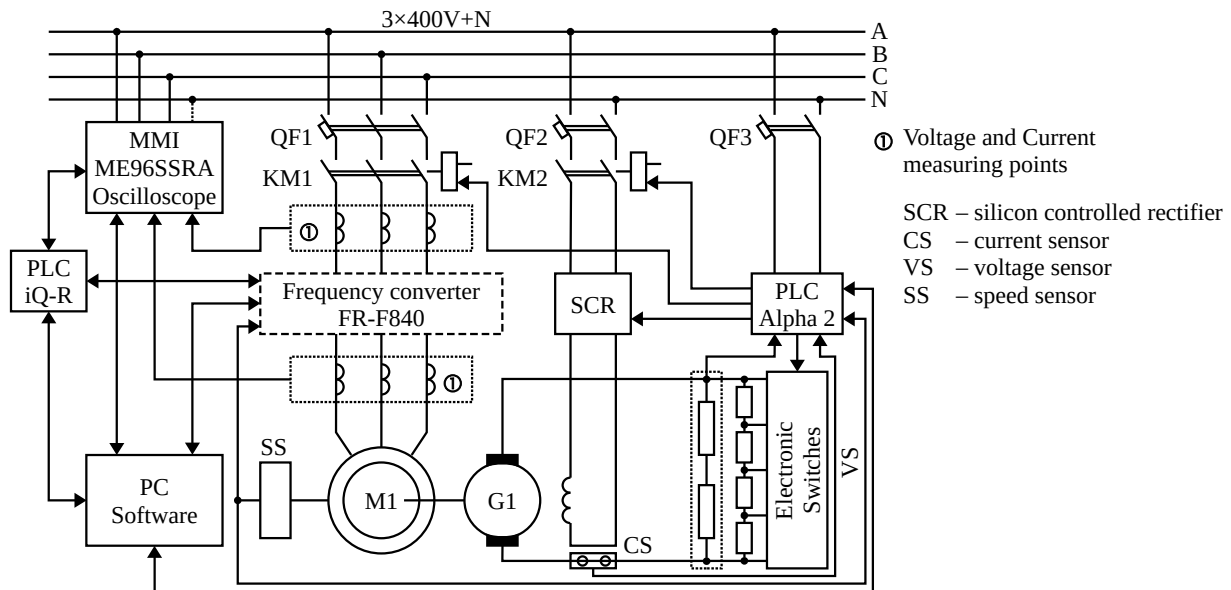 3×400V+N
A
B
C
N
QF1
QF2
QF3
MMI
ME96SSRA
Oscilloscope
KM1
KM2
① Voltage and Current
measuring points
SCR – silicon controlled rectifier
CS – current sensor
VS – voltage sensor
SS – speed sensor
①
PLC
iQ-R
Frequency converter
FR-F840
SCR
PLC
Alpha 2
①
SS
M1
G1
PC
Software
CS
Electronic
Switches
VS